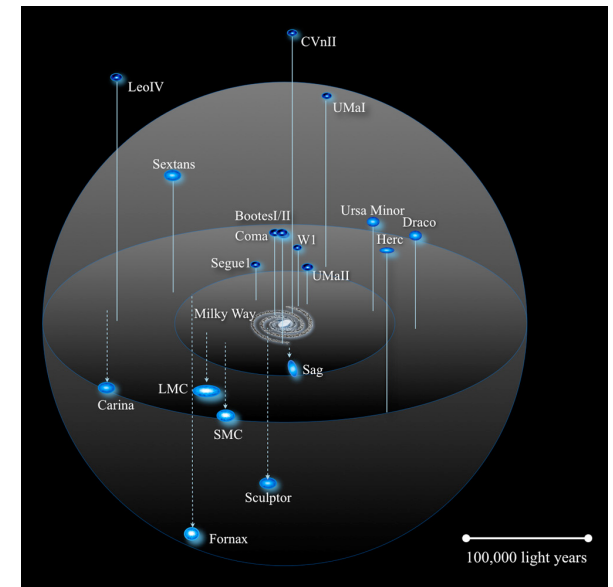 CVnII
LeoIV
UMaI
Sextans
BootesI/II
Ursa Minor
Draco
Coma
W1
Herc
Segue1
UMaII
Milky Way
Sag
LMC
Carina
SMC
Sculptor
Fornax
100,000 light years